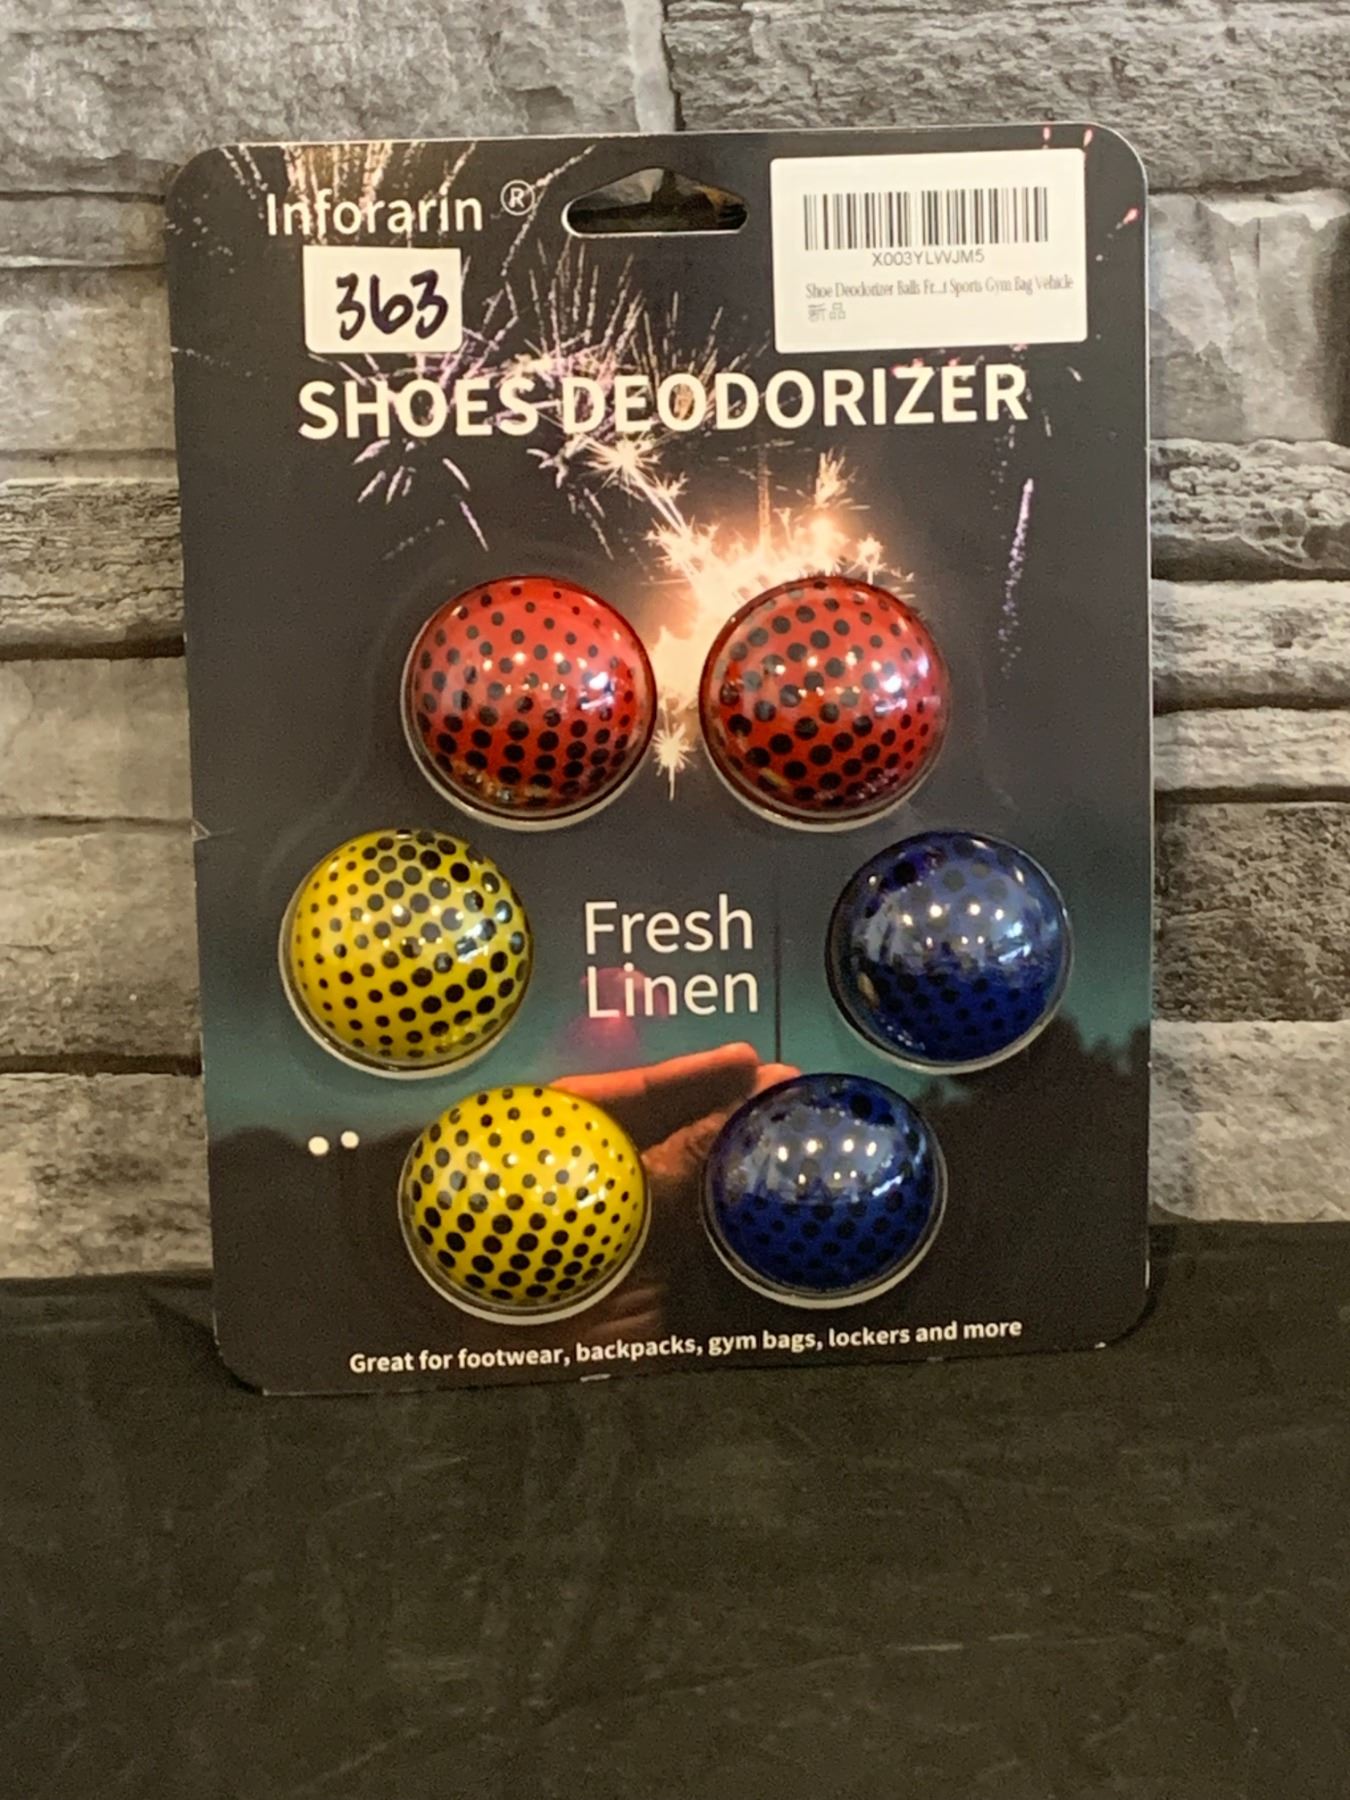 Inforarin ®
363
X003YLVVJM5
Shoe Deodorizer Balls Fr...t Sports Gym Bag Vehicle
新品
SHOES DEODORIZER
Fresh
Linen
Great for footwear, backpacks, gym bags, lockers and more